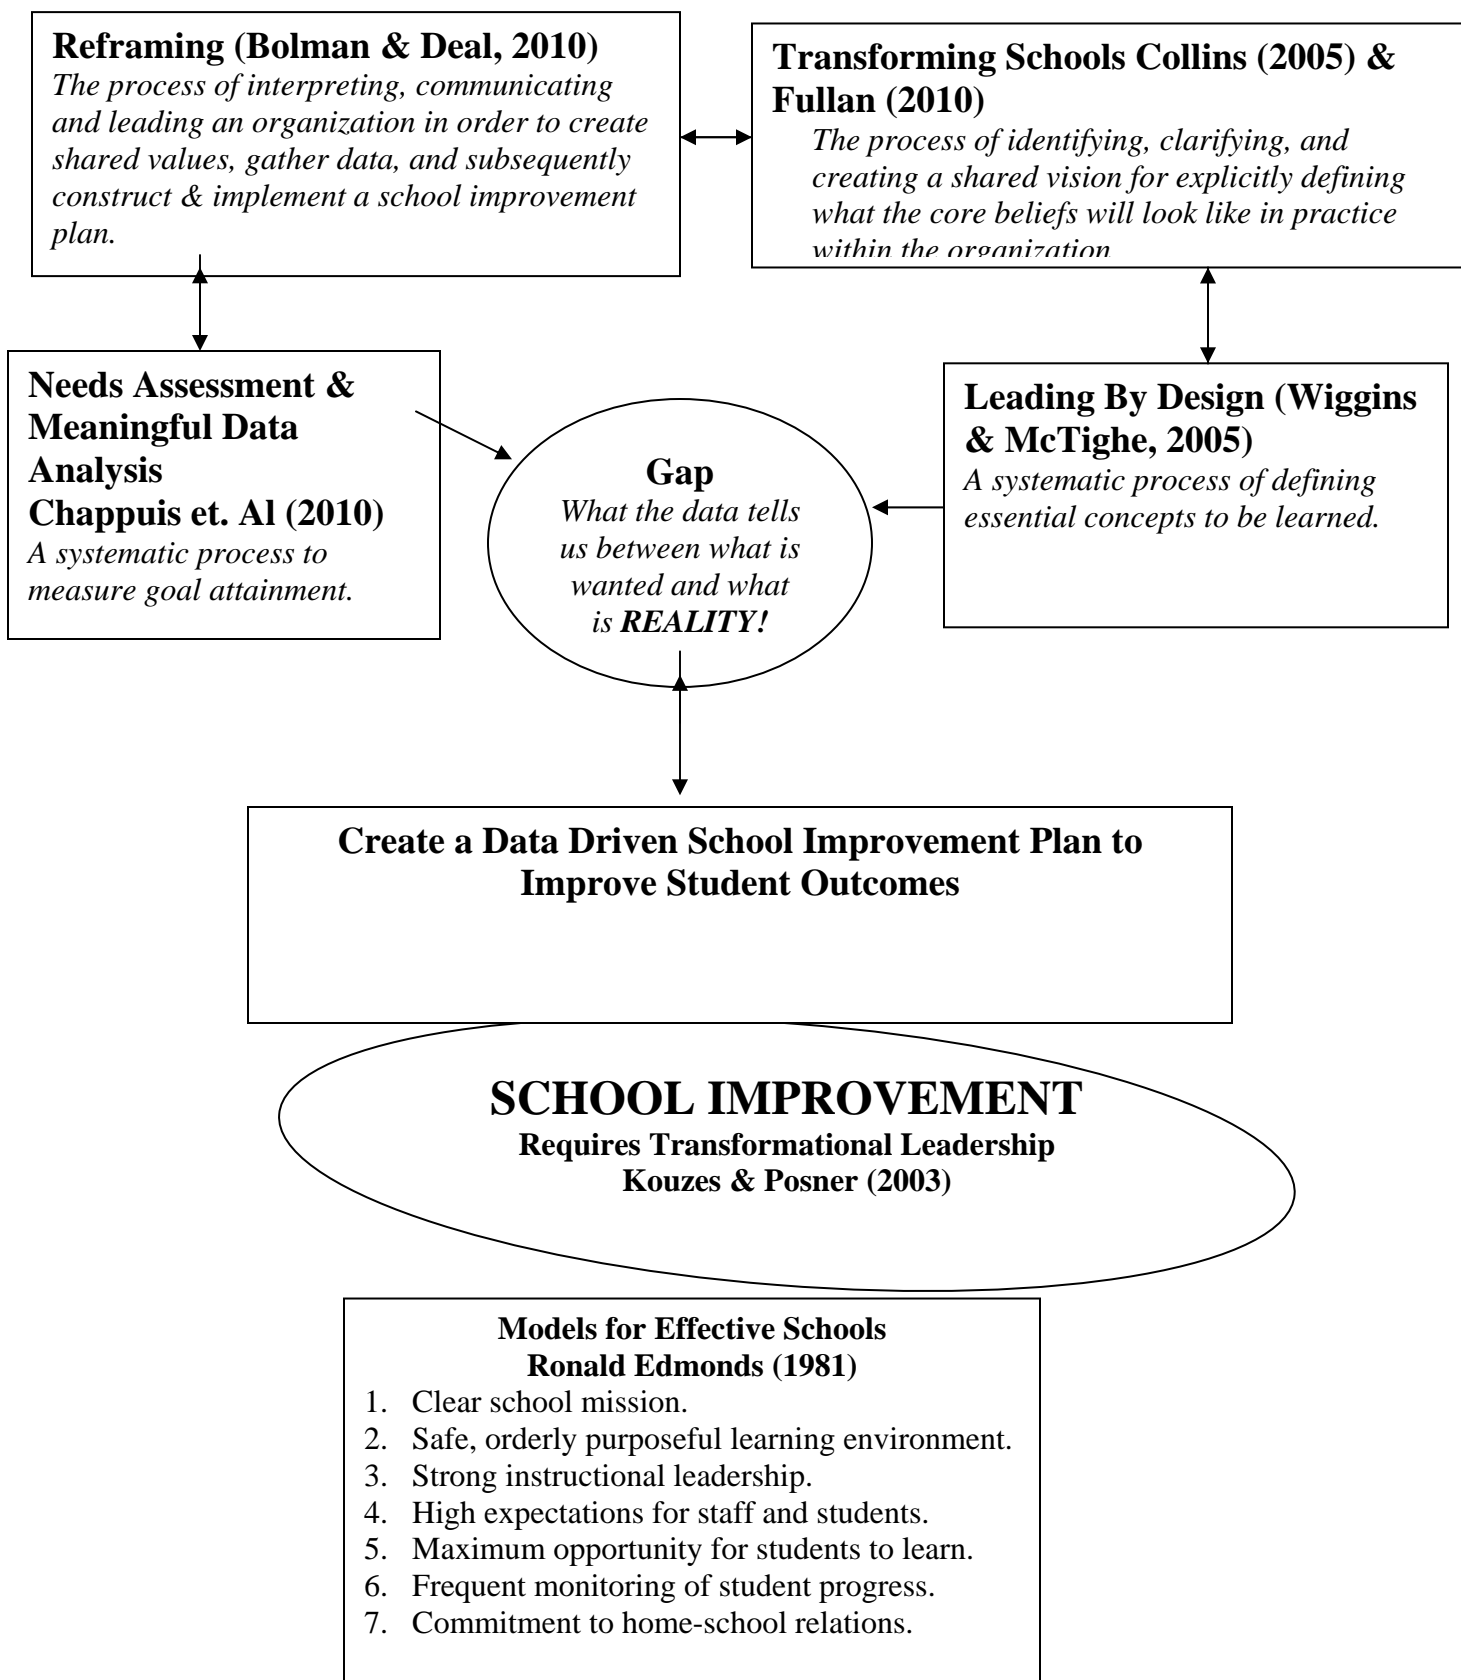 Reframing (Bolman & Deal, 2010)
The process of interpreting, communicating
and leading an organization in order to create
shared values, gather data, and subsequently
construct & implement a school improvement
plan.
Transforming Schools Collins (2005) &
Fullan (2010)
The process of identifying, clarifying, and
creating a shared vision for explicitly defining
what the core beliefs will look like in practice
within the organization
Needs Assessment &
Meaningful Data
Analysis
Chappuis et. Al (2010)
A systematic process to
measure goal attainment.
Gap
What the data tells
us between what is
wanted and what
is REALITY!
Leading By Design (Wiggins
& McTighe, 2005)
A systematic process of defining
essential concepts to be learned.
Create a Data Driven School Improvement Plan to
Improve Student Outcomes
SCHOOL IMPROVEMENT
Requires Transformational Leadership
Kouzes & Posner (2003)
Models for Effective Schools
Ronald Edmonds (1981)
1. Clear school mission.
2. Safe, orderly purposeful learning environment.
3. Strong instructional leadership.
4. High expectations for staff and students.
5. Maximum opportunity for students to learn.
6. Frequent monitoring of student progress.
7. Commitment to home-school relations.